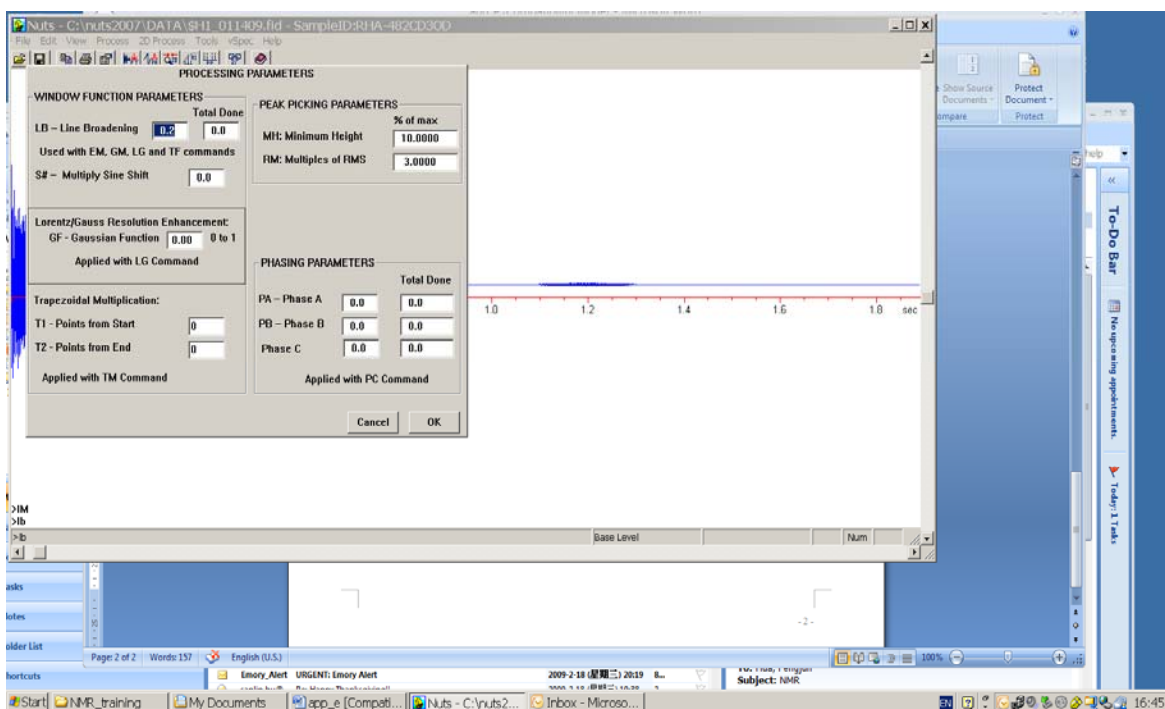 Nuts - C:\nuts2007\DATA\SHI_011409.fid - SampleID:RHA-482CD3OD
File Edit View Process 2D Process Tools vSpec Help
PROCESSING PARAMETERS
WINDOW FUNCTION PARAMETERS
Total Done
LB – Line Broadening 0.2 0.0
Used with EM, GM, LG and TF commands
S# – Multiply Sine Shift 0.0
Lorentz/Gauss Resolution Enhancement:
GF - Gaussian Function 0.00 0 to 1
Applied with LG Command
Trapezoidal Multiplication:
T1 - Points from Start 0
T2 - Points from End 0
Applied with TM Command
PEAK PICKING PARAMETERS
% of max
MH: Minimum Height 10.0000
RM: Multiples of RMS 3.0000
PHASING PARAMETERS
Total Done
PA – Phase A 0.0 0.0
PB – Phase B 0.0 0.0
Phase C 0.0 0.0
Applied with PC Command
Cancel OK
1.0 1.2 1.4 1.6 1.8 sec
>IM
>lb
>lb Base Level Num
Show Source
Documents
Protect
Document
ompare Protect
help
To-Do Bar
No upcoming appointments.
Today: 1 Tasks
asks
lotes
older List
hortcuts
- 2 -
Page: 2 of 2 Words: 157 English (U.S.) 100%
Emory_Alert URGENT: Emory Alert 2009-2-18 (星期三) 20:19 8...
Subject: NMR
Start NMR_training My Documents app_e [Compati... Nuts - C:\nuts2... Inbox - Microso... EN 16:45